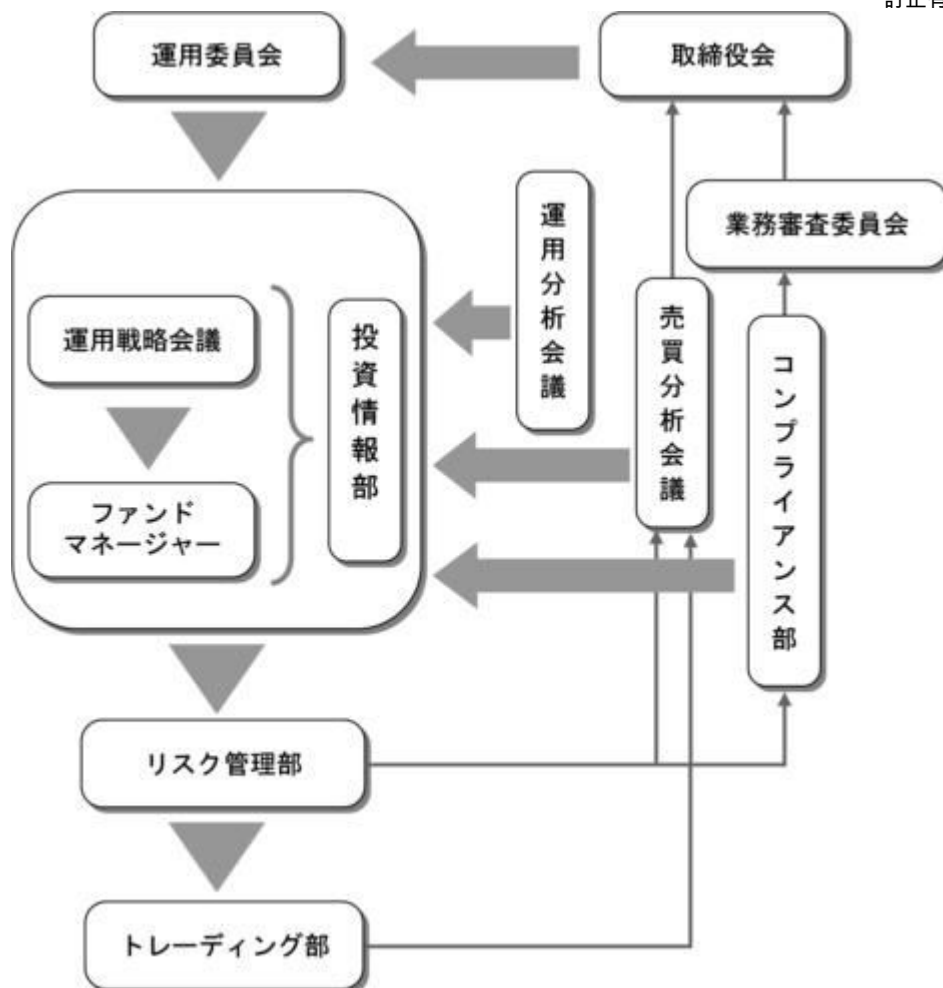 運用委員会
取締役会
業務審査委員会
運用分析会議
売買分析会議
コンプライアンス部
運用戦略会議
投資情報部
ファンド
マネージャー
リスク管理部
トレーディング部